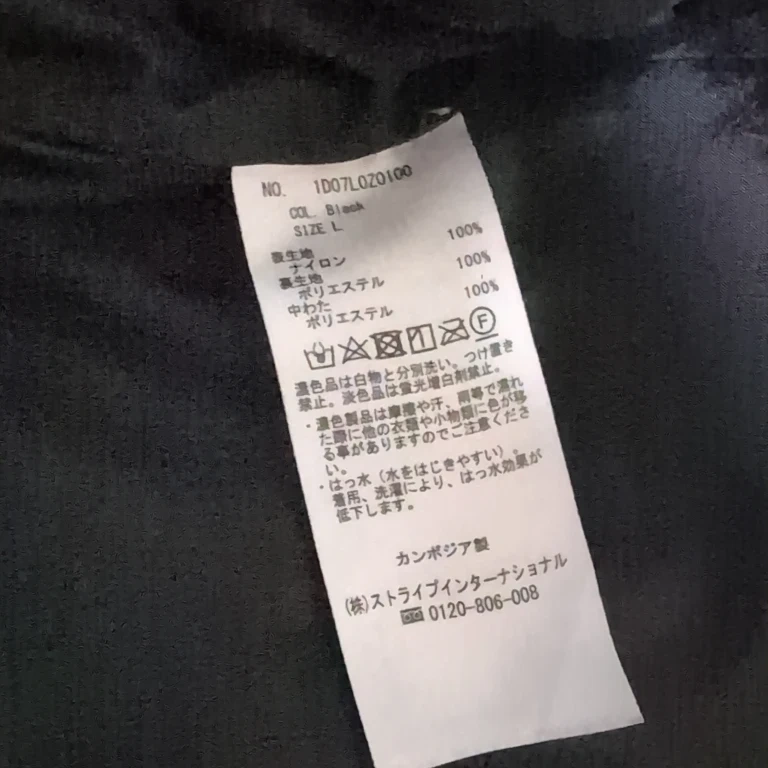 NO. 1D07L0Z0100
COL. Black
SIZE L
表生地
ナイロン 100%
裏生地
ポリエステル 100%
中わた
ポリエステル 100%
F
濃色品は白物と分別洗い。つけ置き
禁止。淡色品は蛍光増白剤禁止。
・濃色製品は摩擦や汗、雨等で濡れ
た際に他の衣類や小物類に色が移
る事がありますのでご注意くださ
い。
・はっ水（水をはじきやすい）。
着用、洗濯により、はっ水効果が
低下します。
カンボジア製
(株)ストライプインターナショナル
0120-806-008